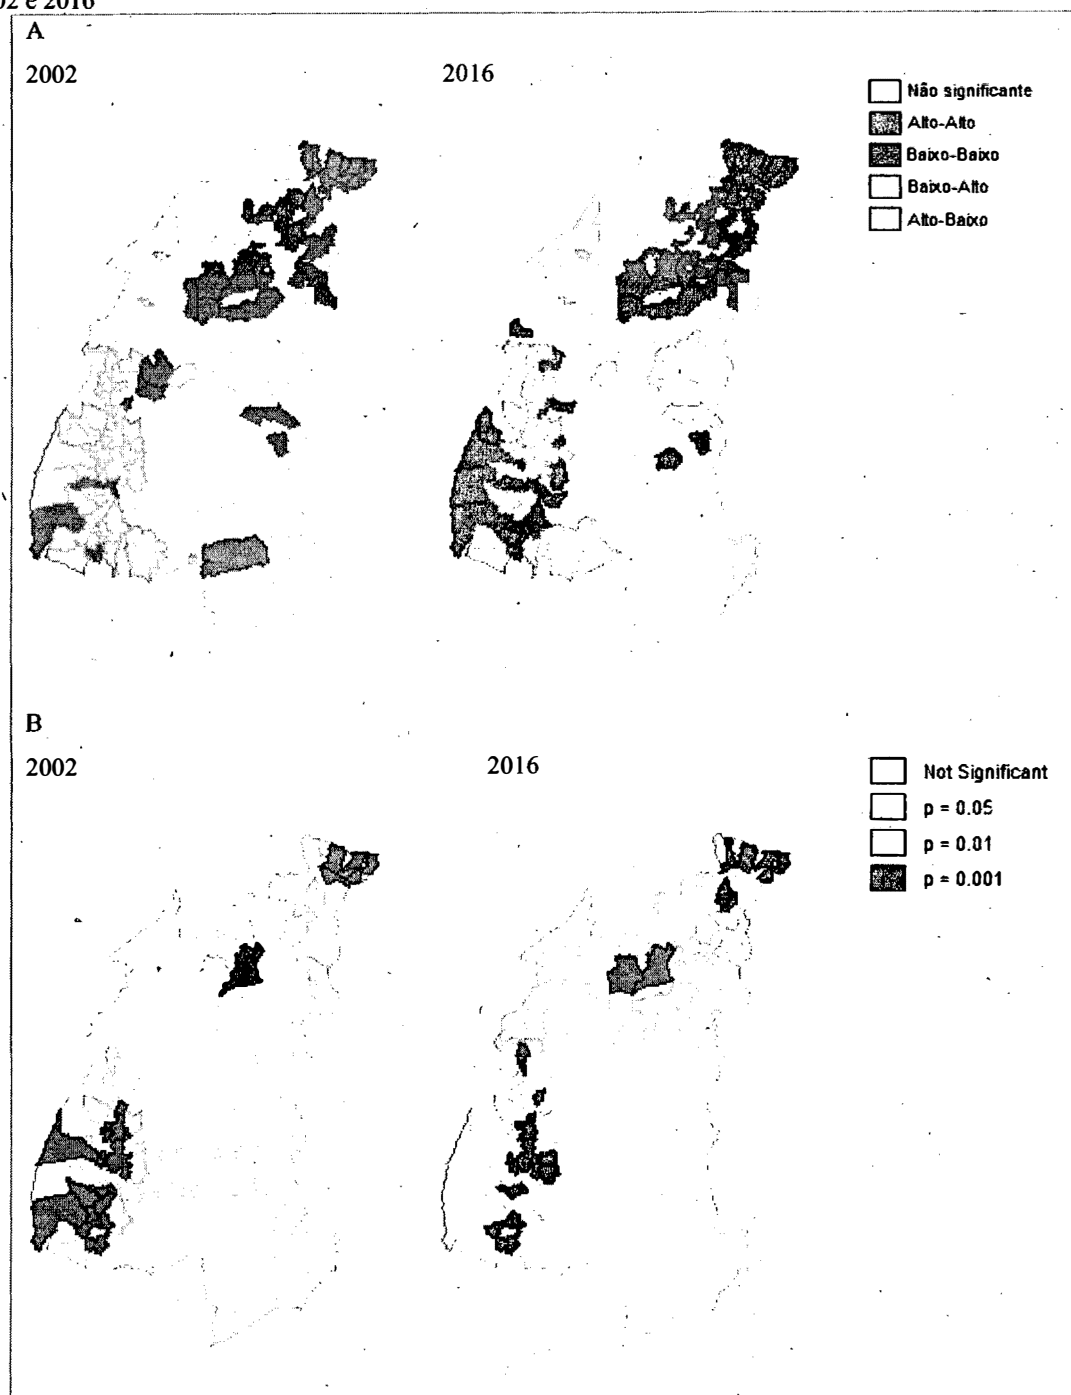 02 e 2016
A
2002
2016
Não significante
Alto-Alto
Baixo-Baixo
Baixo-Alto
Alto-Baixo
B
2002
2016
Not Significant
p = 0.05
p = 0.01
p = 0.001